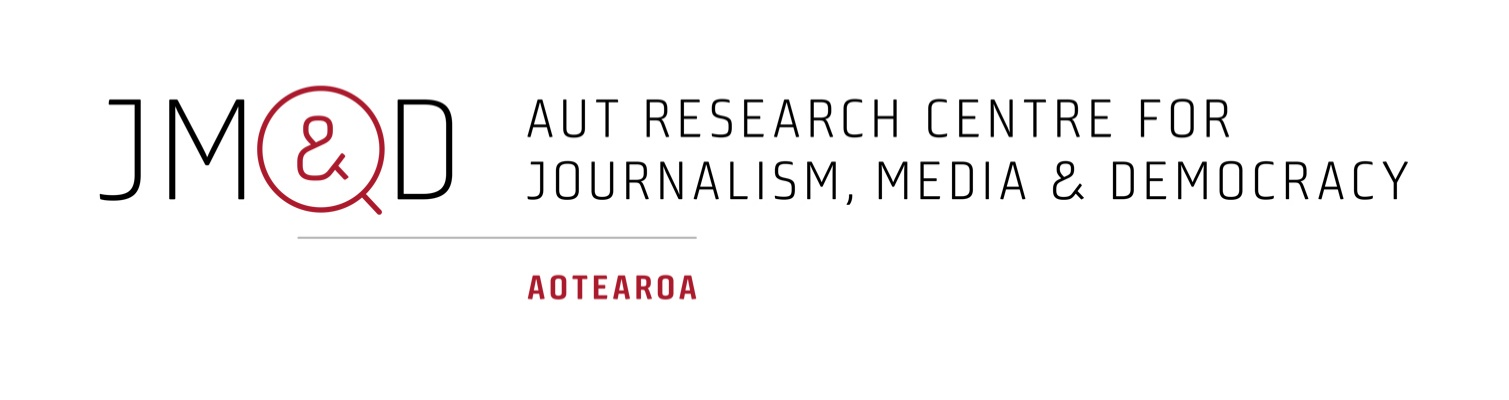 JM&D
AUT RESEARCH CENTRE FOR
JOURNALISM, MEDIA & DEMOCRACY
AOTEAROA